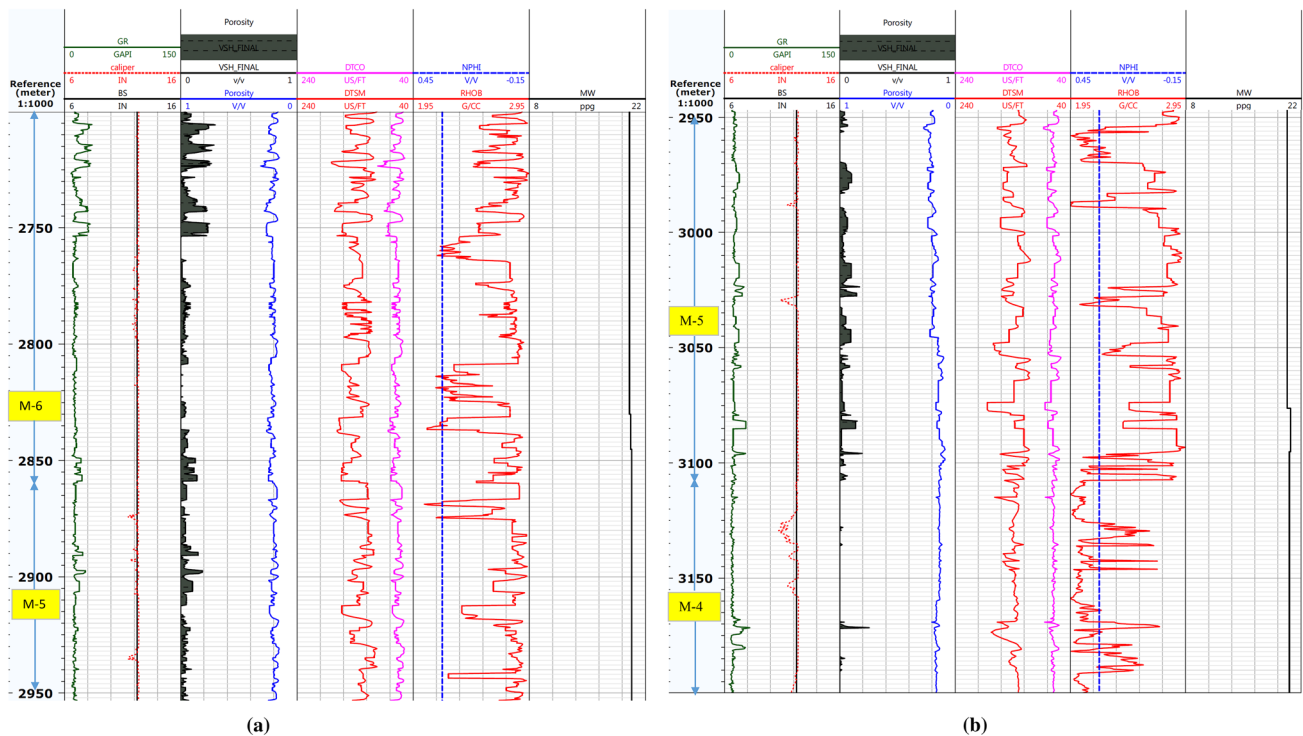 Porosity
GR
VSH_FINAL
0 GAPI 150
caliper VSH_FINAL DTCO NPHI
Reference 6 IN 16 0 v/v 1 240 US/FT 40 0.45 V/V -0.15
(meter) BS Porosity DTSM RHOB MW
1:1000 6 IN 16 1 V/V 0 240 US/FT 40 1.95 G/CC 2.95 8 ppg 22
2750
2800
M-6
2850
2900
M-5
2950
(a)
Porosity
GR
VSH_FINAL
0 GAPI 150
caliper VSH_FINAL DTCO NPHI
Reference 6 IN 16 0 v/v 1 240 US/FT 40 0.45 V/V -0.15
(meter) BS Porosity DTSM RHOB MW
1:1000 6 IN 16 1 V/V 0 240 US/FT 40 1.95 G/CC 2.95 8 ppg 22
2950
3000
M-5
3050
3100
3150
M-4
(b)